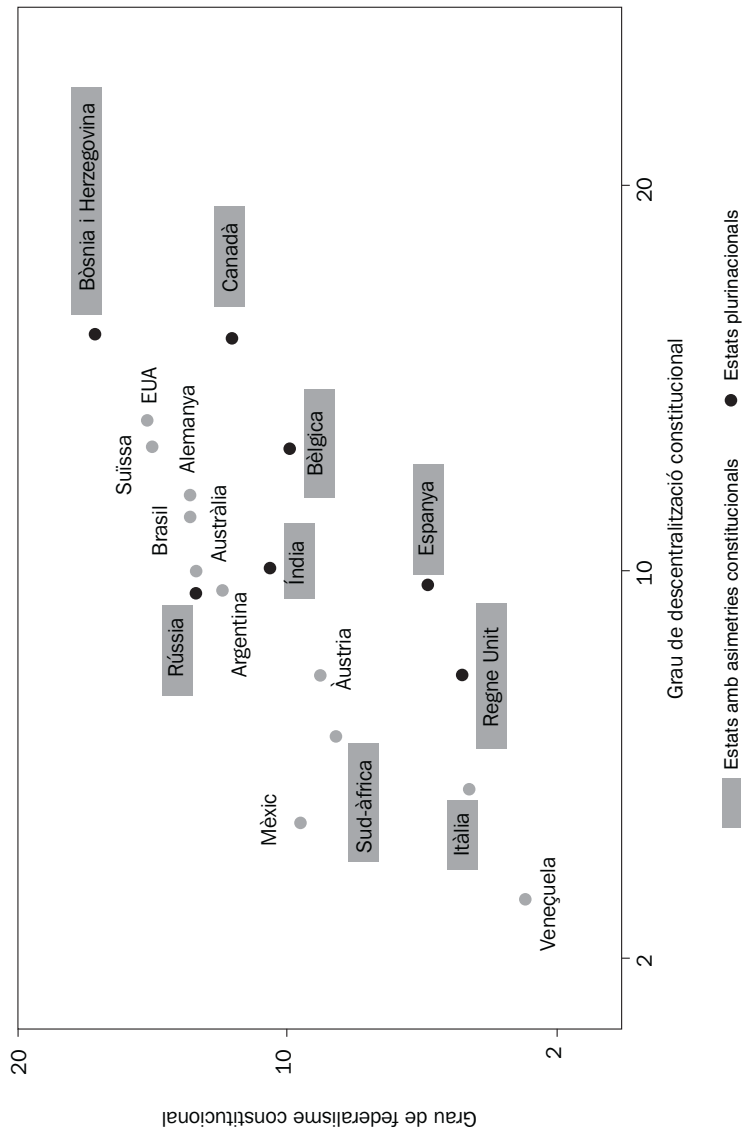 Grau de federalisme constitucional
20
10
2
Bòsnia i Herzegovina
EUA
Suïssa
Alemanya
Brasil
Austràlia
Rússia
Argentina
Canadà
Índia
Bèlgica
Mèxic
Àustria
Sud-àfrica
Espanya
Regne Unit
Itàlia
Veneçuela
2
10
20
Grau de descentralització constitucional
Estats amb asimetries constitucionals
Estats plurinacionals